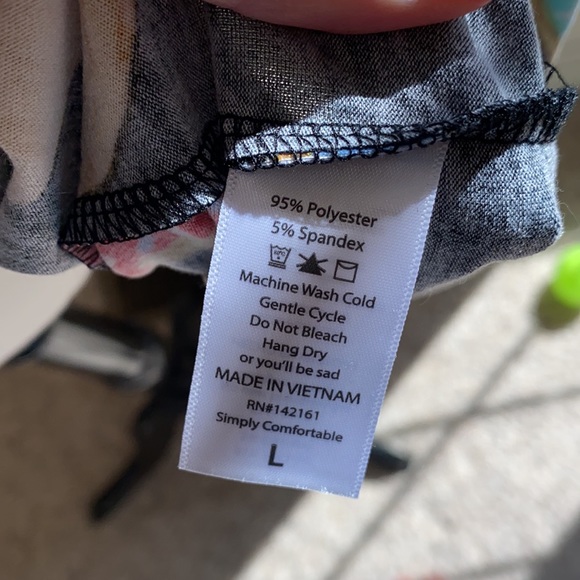 95% Polyester
5% Spandex
Machine Wash Cold
Gentle Cycle
Do Not Bleach
Hang Dry
or you'll be sad
MADE IN VIETNAM
RN#142161
Simply Comfortable
L